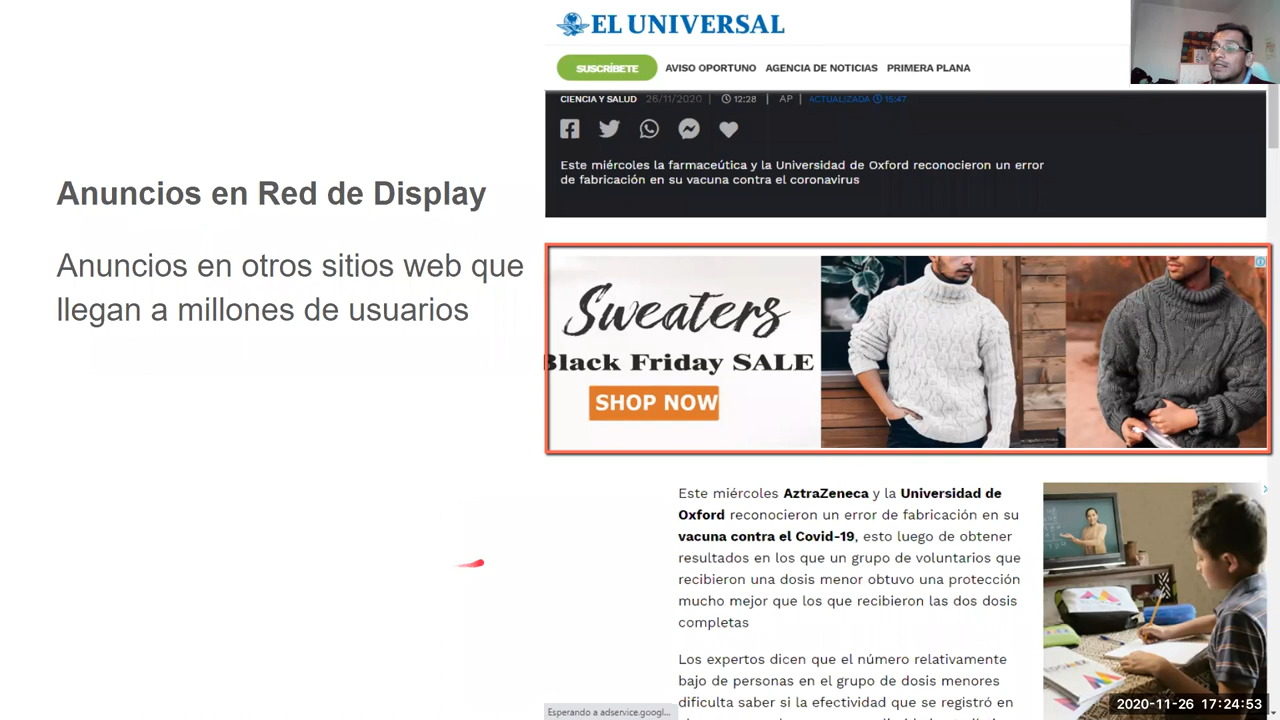 Anuncios en Red de Display
Anuncios en otros sitios web que
llegan a millones de usuarios
EL UNIVERSAL
SUSCRÍBETE AVISO OPORTUNO AGENCIA DE NOTICIAS PRIMERA PLANA
CIENCIA Y SALUD 26/11/2020 | 12:28 | AP | ACTUALIZADA 15:47
Este miércoles la farmaceútica y la Universidad de Oxford reconocieron un error
de fabricación en su vacuna contra el coronavirus
Sweaters
Black Friday SALE
SHOP NOW
Este miércoles AztraZeneca y la Universidad de
Oxford reconocieron un error de fabricación en su
vacuna contra el Covid-19, esto luego de obtener
resultados en los que un grupo de voluntarios que
recibieron una dosis menor obtuvo una protección
mucho mejor que los que recibieron las dos dosis
completas
Los expertos dicen que el número relativamente
bajo de personas en el grupo de dosis menores
dificulta saber si la efectividad que se registró en
Esperando a adservice.googl...
2020-11-26 17:24:53